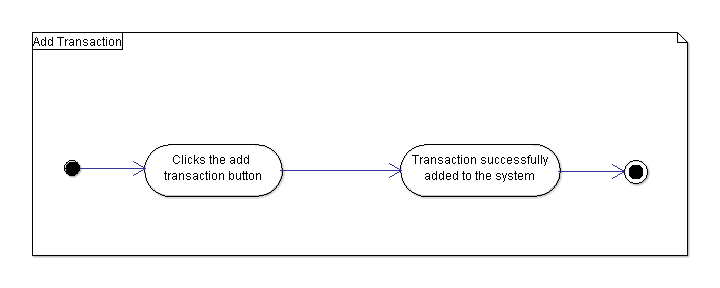 Add Transaction
Clicks the add
transaction button
Transaction successfully
added to the system